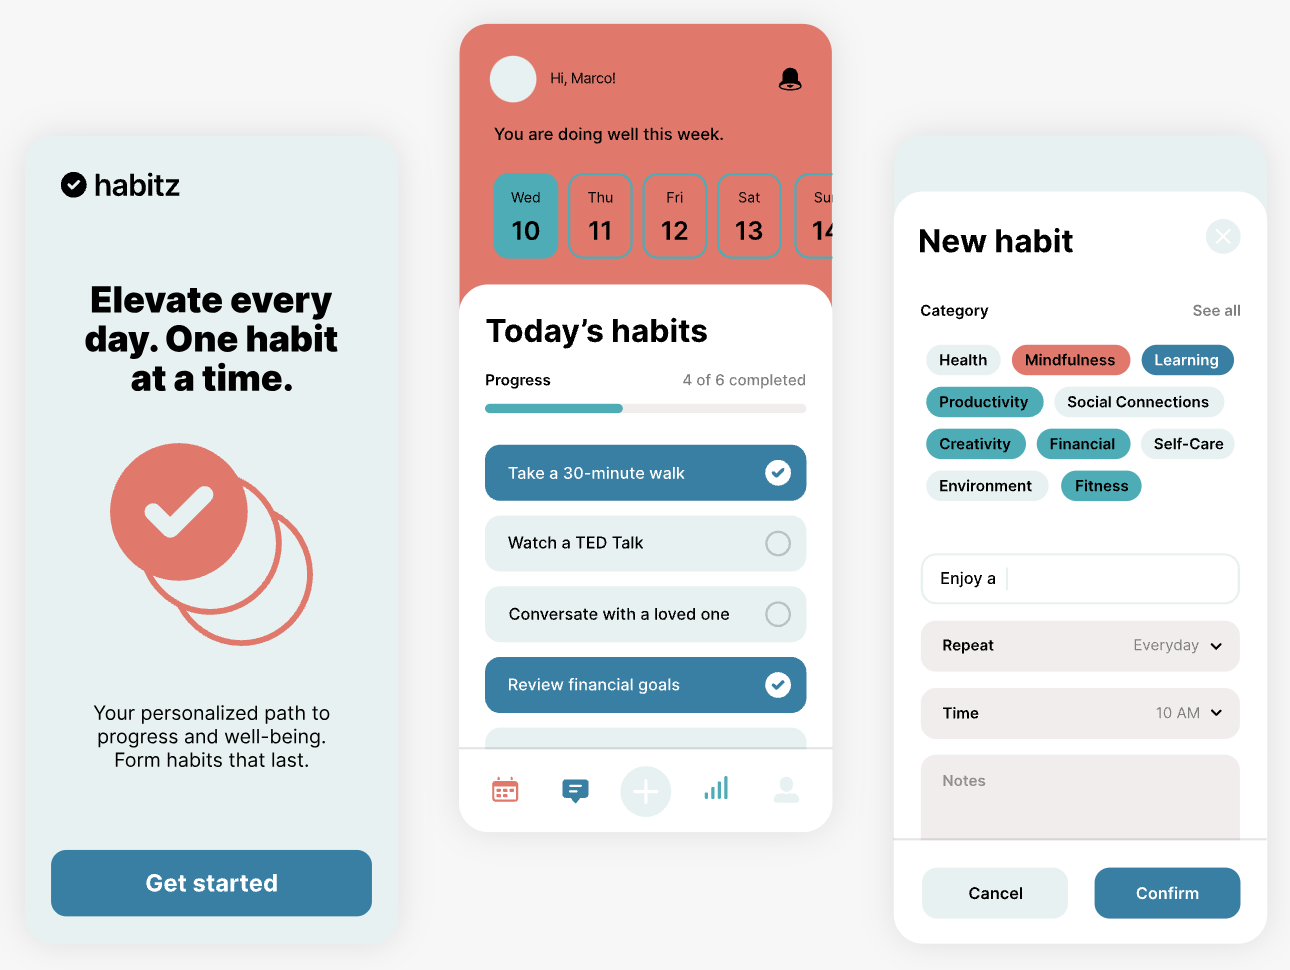 habitz
Elevate every
day. One habit
at a time.
Your personalized path to
progress and well-being.
Form habits that last.
Get started
Hi, Marco!
You are doing well this week.
Wed Thu Fri Sat Su
10 11 12 13 14
Today’s habits
Progress 4 of 6 completed
Take a 30-minute walk
Watch a TED Talk
Conversate with a loved one
Review financial goals
New habit
Category See all
Health Mindfulness Learning
Productivity Social Connections
Creativity Financial Self-Care
Environment Fitness
Enjoy a
Repeat Everyday
Time 10 AM
Notes
Cancel Confirm